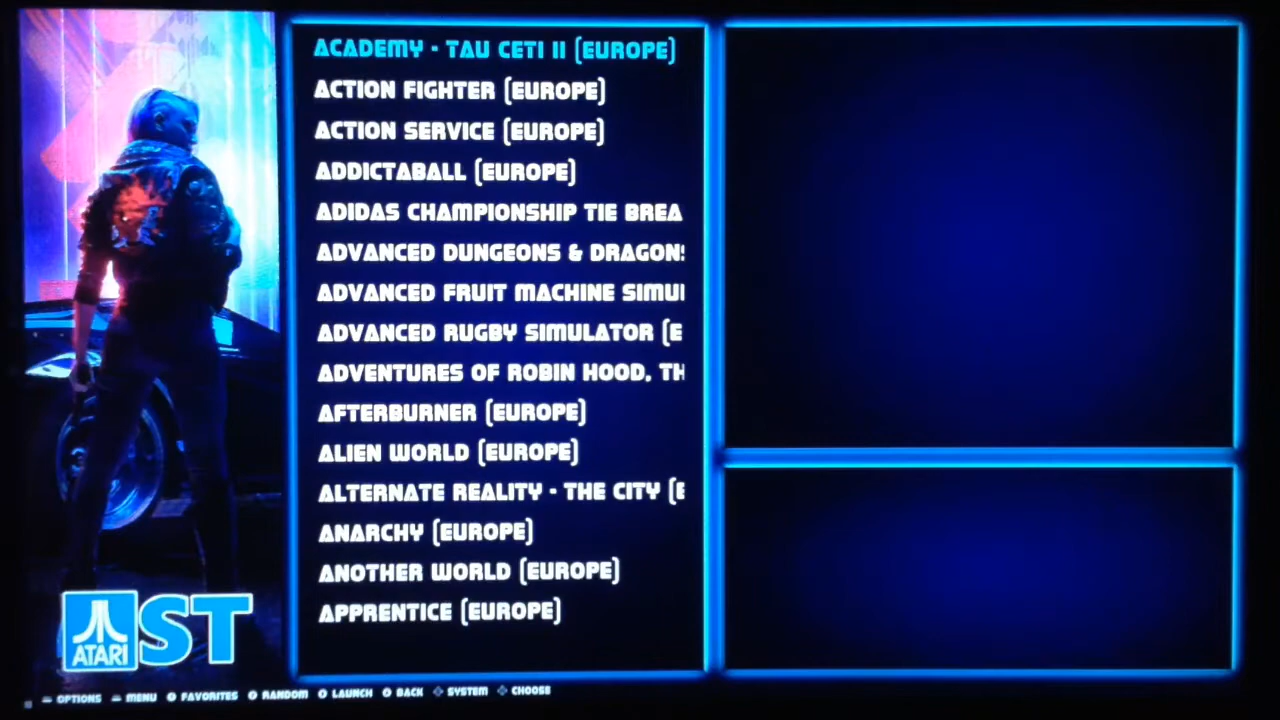 ACADEMY - TAU CETI II (EUROPE)
ACTION FIGHTER (EUROPE)
ACTION SERVICE (EUROPE)
ADDICTABALL (EUROPE)
ADIDAS CHAMPIONSHIP TIE BREA
ADVANCED DUNGEONS & DRAGONS
ADVANCED FRUIT MACHINE SIMUL
ADVANCED RUGBY SIMULATOR (E
ADVENTURES OF ROBIN HOOD, TH
AFTERBURNER (EUROPE)
ALIEN WORLD (EUROPE)
ALTERNATE REALITY - THE CITY (E
ANARCHY (EUROPE)
ANOTHER WORLD (EUROPE)
APPRENTICE (EUROPE)
ATARI ST
OPTIONS MENU FAVORITES RANDOM LAUNCH BACK SYSTEM CHOOSE